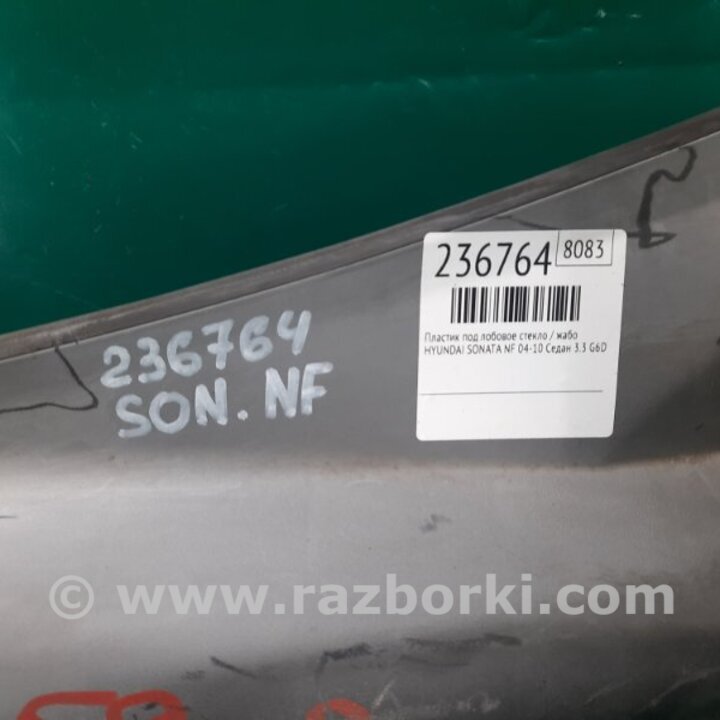 236764 8083
Пластик под лобовое стекло / жабо
HYUNDAI SONATA NF 04-10 Седан 3.3 G6D
236764
SON. NF
© www.razborki.com